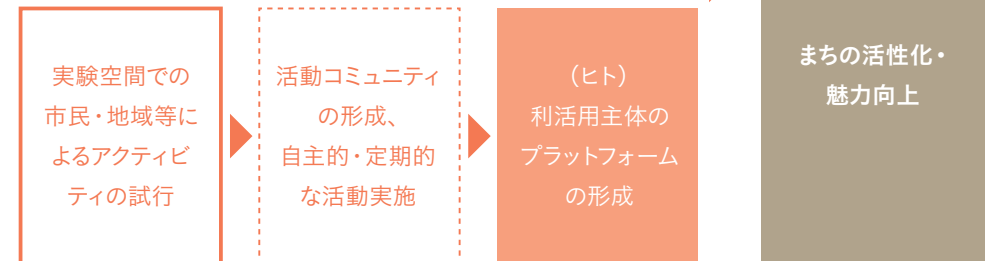 実験空間での
市民・地域等に
よるアクティビ
ティの試行
活動コミュニティ
の形成、
自主的・定期的
な活動実施
（ヒト）
利活用主体の
プラットフォーム
の形成
まちの活性化・
魅力向上